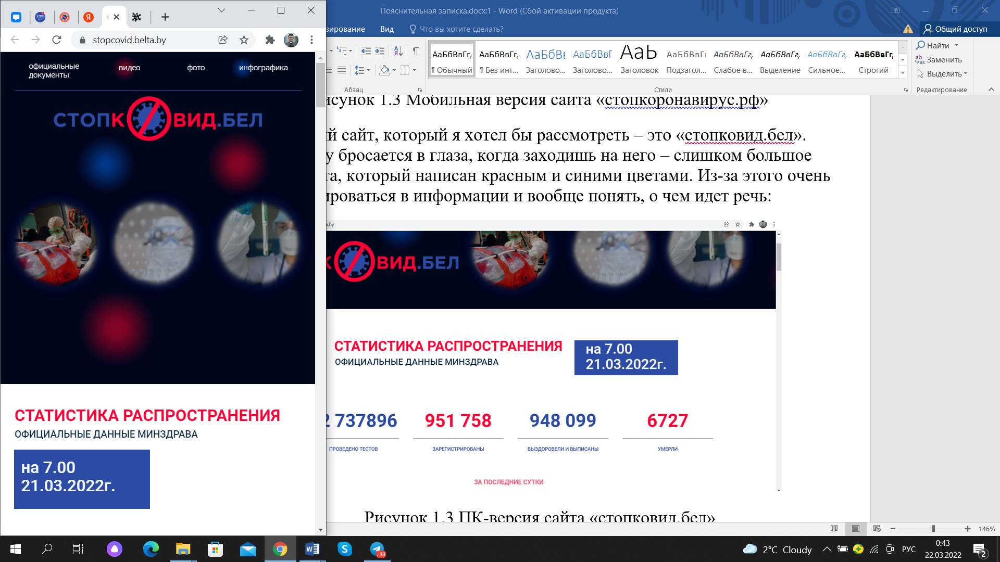 stopcovid.belta.by
официальные
документы
видео
фото
инфографика
СТОПК ВИД.БЕЛ
СТАТИСТИКА РАСПРОСТРАНЕНИЯ
ОФИЦИАЛЬНЫЕ ДАННЫЕ МИНЗДРАВА
на 7.00
21.03.2022г.
Пояснительная записка.docx:1 - Word (Сбой активации продукта)
зирование
Вид
Что вы хотите сделать?
Общий доступ
АаБбВвГг,
АаБбВвГг,
АаБбВв
АаБбВвГ
АаБ
АаБбВвГг
АаБбВвГг,
АаБбВвГг,
АаБбВвГг,
АаБбВвГг,
¶ Обычный
¶ Без инт...
Заголово...
Заголово...
Заголовок
Подзагол...
Слабое в...
Выделение
Сильное...
Строгий
Найти
Заменить
Выделить
Абзац
Стили
Редактирование
исунок 1.3 Мобильная версия сайта «стопкоронавирус.рф»
й сайт, который я хотел бы рассмотреть – это «стопковид.бел».
у бросается в глаза, когда заходишь на него – слишком большое
та, который написан красным и синими цветами. Из-за этого очень
ироваться в информации и вообще понять, о чем идет речь:
a.by
К ВИД.БЕЛ
СТАТИСТИКА РАСПРОСТРАНЕНИЯ
ОФИЦИАЛЬНЫЕ ДАННЫЕ МИНЗДРАВА
на 7.00
21.03.2022г.
2 737896
951 758
948 099
6727
ПРОВЕДЕНО ТЕСТОВ
ЗАРЕГИСТРИРОВАНЫ
ВЫЗДОРОВЕЛИ И ВЫПИСАНЫ
УМЕРЛИ
ЗА ПОСЛЕДНИЕ СУТКИ
Рисунок 1.3 ПК-версия сайта «стопковид.бел»
146%
..98
2°C Cloudy
РУС
0:43
22.03.2022
2